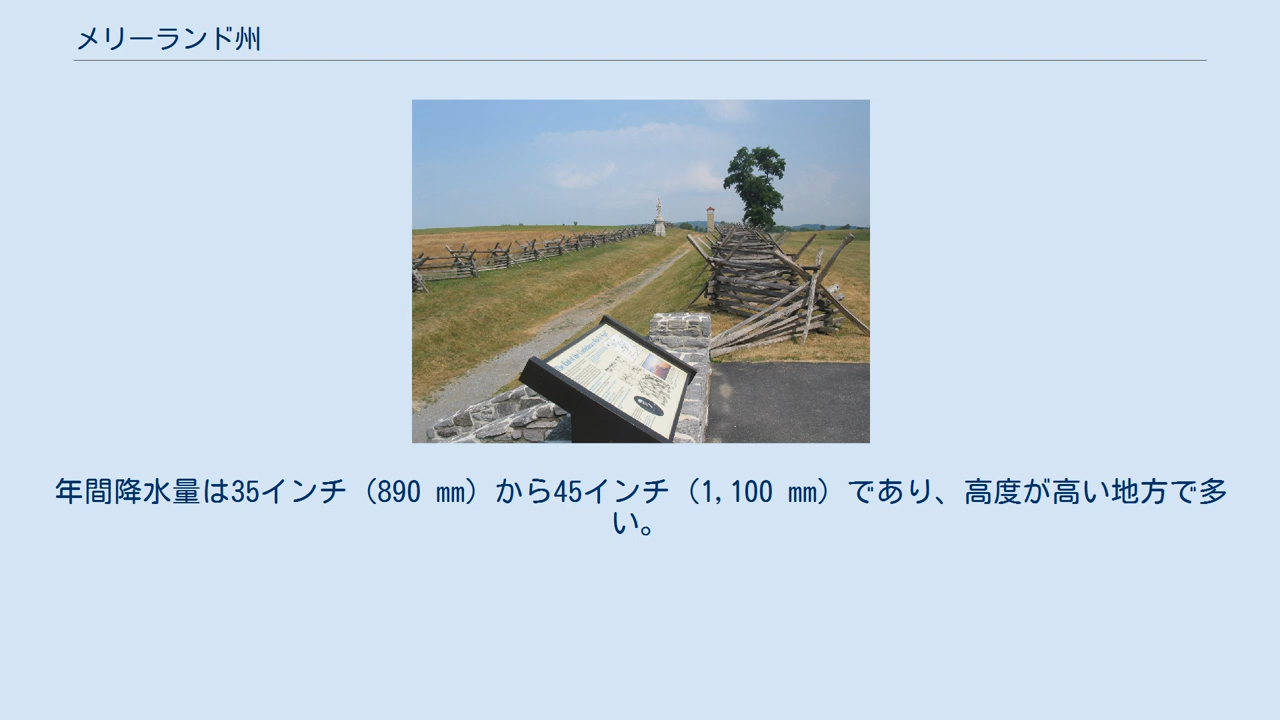 メリーランド州
年間降水量は35インチ（890 mm）から45インチ（1,100 mm）であり、高度が高い地方で多
い。